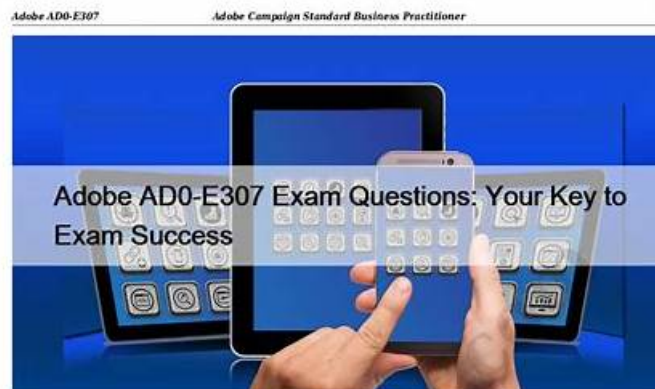 Adobe AD0-E307 Adobe Campaign Standard Business Practitioner
Adobe AD0-E307 Exam Questions: Your Key to
Exam Success